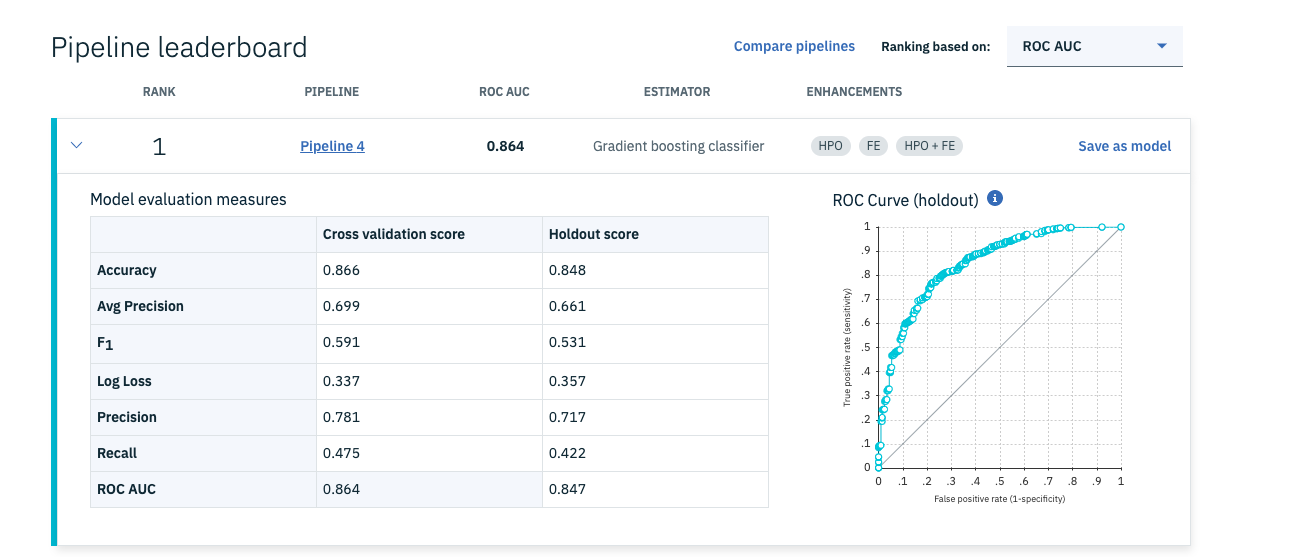 Pipeline leaderboard
Compare pipelines Ranking based on: ROC AUC
RANK PIPELINE ROC AUC ESTIMATOR ENHANCEMENTS
1 Pipeline 4 0.864 Gradient boosting classifier HPO FE HPO + FE Save as model
Model evaluation measures
Cross validation score Holdout score
Accuracy 0.866 0.848
Avg Precision 0.699 0.661
F1 0.591 0.531
Log Loss 0.337 0.357
Precision 0.781 0.717
Recall 0.475 0.422
ROC AUC 0.864 0.847
ROC Curve (holdout) i
True positive rate (sensitivity)
1
.9
.8
.7
.6
.5
.4
.3
.2
.1
0
0 .1 .2 .3 .4 .5 .6 .7 .8 .9 1
False positive rate (1-specificity)